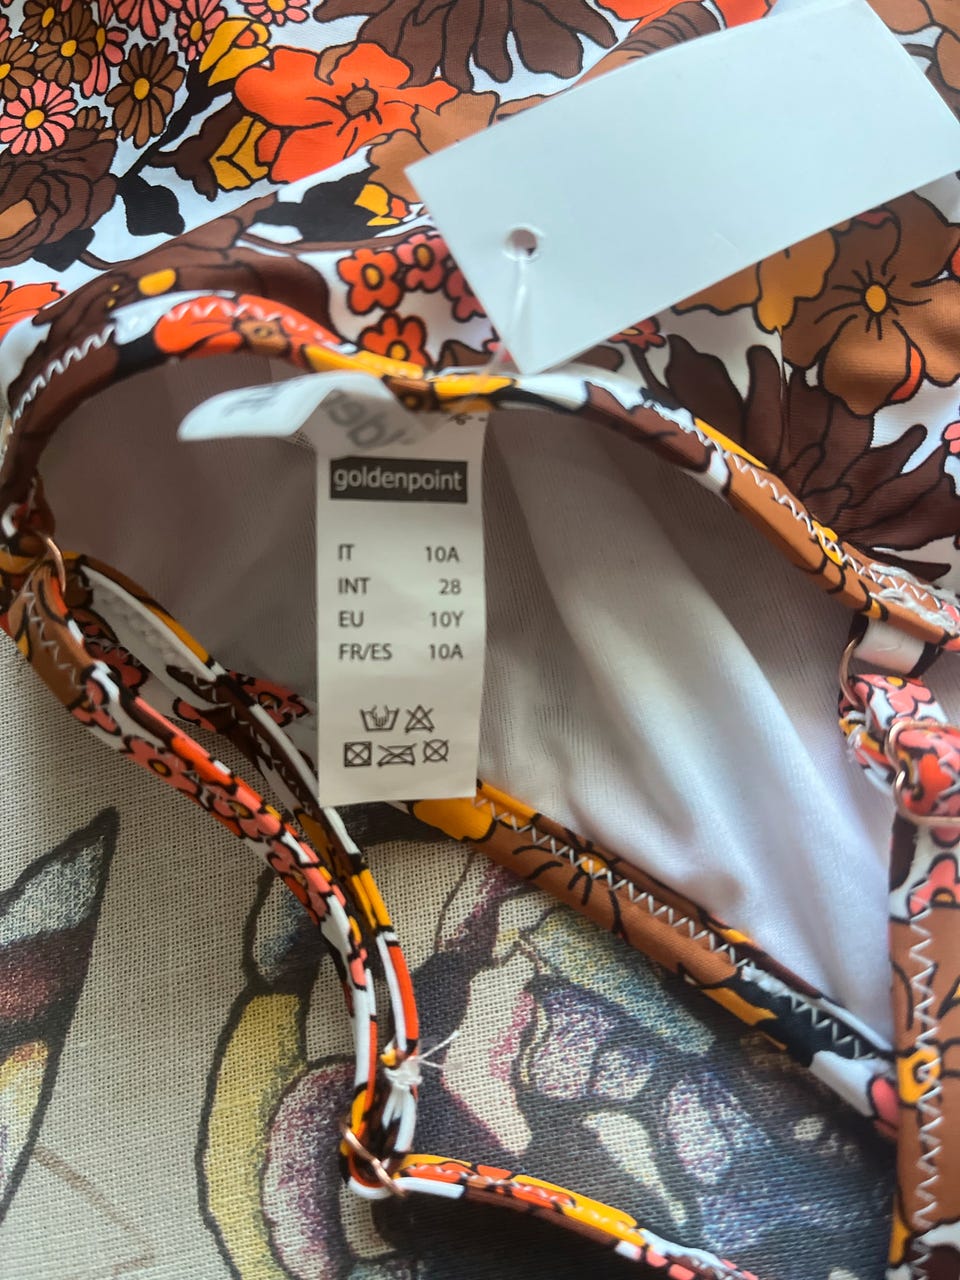 goldenpoint
IT 10A
INT 28
EU 10Y
FR/ES 10A